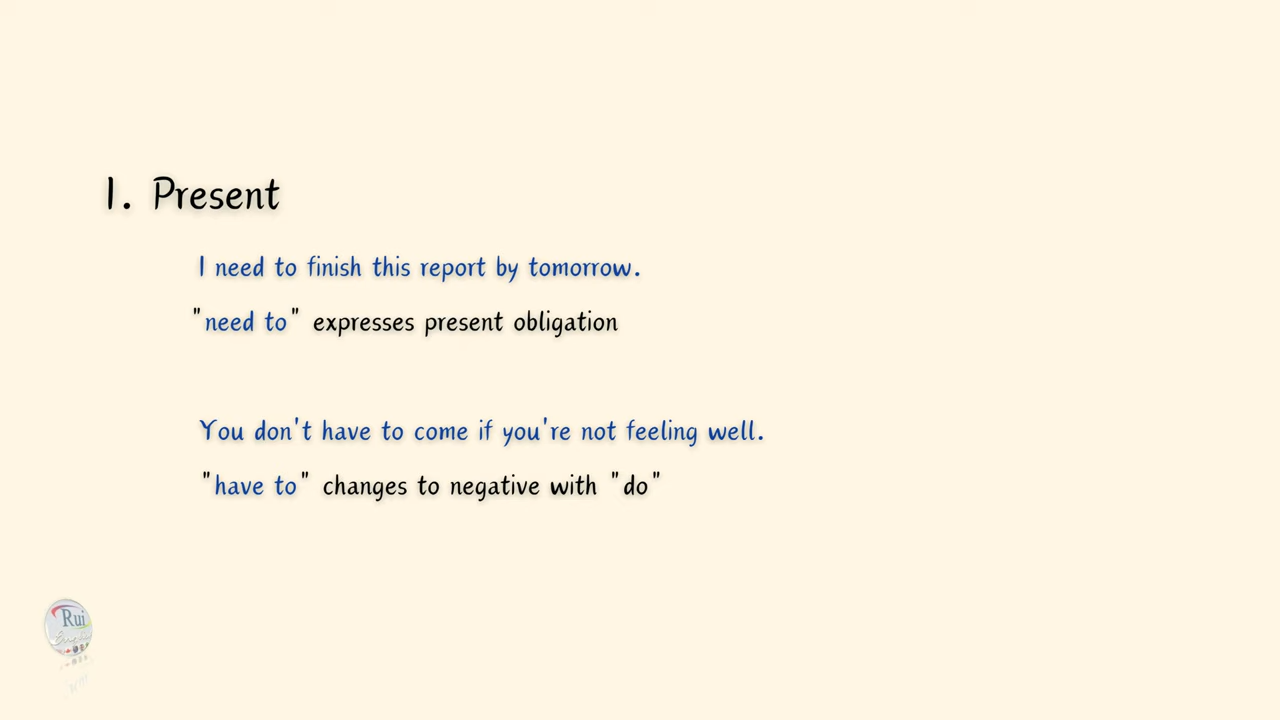 1. Present
I need to finish this report by tomorrow.
"need to" expresses present obligation
You don't have to come if you're not feeling well.
"have to" changes to negative with "do"
Rui